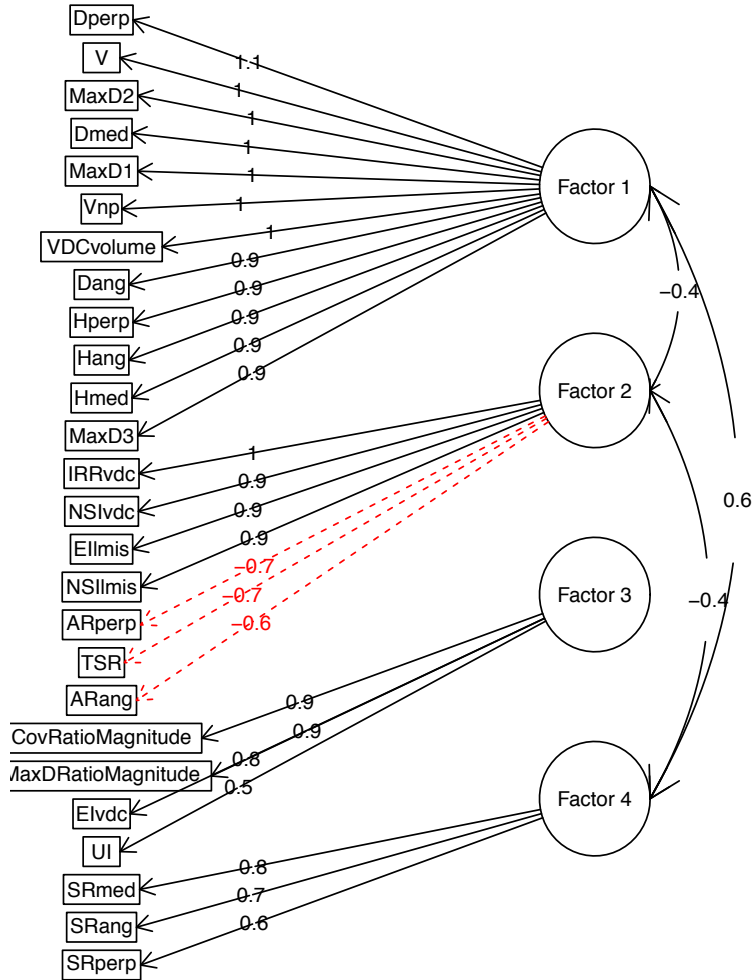 Dperp
1.1
V
1
MaxD2
1
Dmed
1
MaxD1
1
Factor 1
Vnp
1
VDCvolume
1
Dang
0.9
−0.4
Hperp
0.9
Hang
0.9
Hmed
0.9
Factor 2
MaxD3
0.9
IRRvdc
1
NSIvdc
0.9
0.6
EIlmis
0.9
NSIlmis
0.9
ARperp
−0.7
Factor 3
TSR
−0.7
−0.4
ARang
−0.6
CovRatioMagnitude
0.9
MaxDRatioMagnitude
0.9
EIvdc
0.8
Factor 4
UI
0.5
SRmed
0.8
SRang
0.7
SRperp
0.6